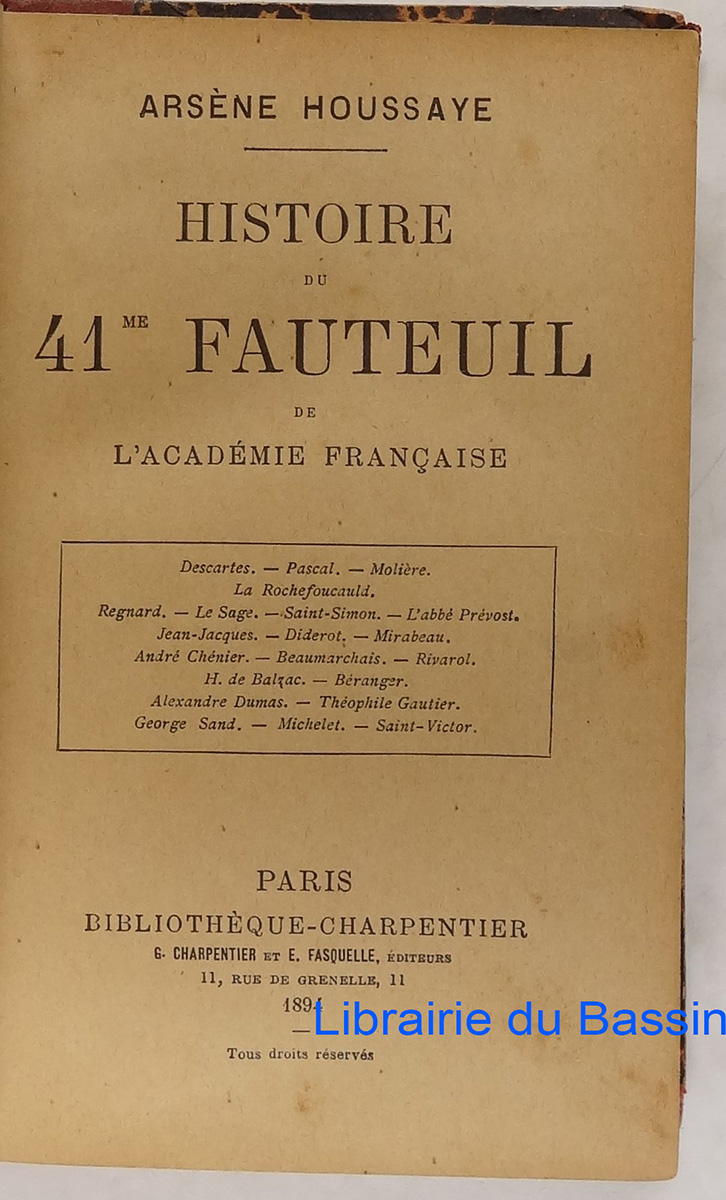 ARSÈNE HOUSSAYE
HISTOIRE
DU
41ME FAUTEUIL
DE
L'ACADÉMIE FRANÇAISE
Descartes. — Pascal. — Molière.
La Rochefoucauld.
Regnard. — Le Sage. — Saint-Simon. — L'abbé Prévost.
Jean-Jacques. — Diderot. — Mirabeau.
André Chénier. — Beaumarchais. — Rivarol.
H. de Balzac. — Béranger.
Alexandre Dumas. — Théophile Gautier.
George Sand. — Michelet. — Saint-Victor.
PARIS
BIBLIOTHÈQUE-CHARPENTIER
G. CHARPENTIER ET E. FASQUELLE, ÉDITEURS
11, RUE DE GRENELLE, 11
1894
Librairie du Bassin
Tous droits réservés